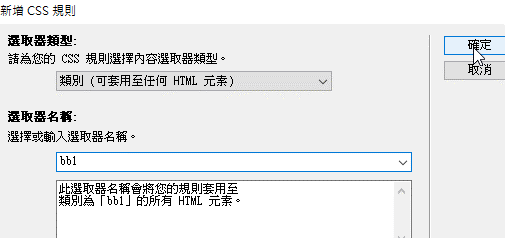 新增 CSS 規則
選取器類型:
請為您的 CSS 規則選擇內容選取器類型。
類別 (可套用至任何 HTML 元素)
確定
取消
選取器名稱:
選擇或輸入選取器名稱。
bb1
此選取器名稱會將您的規則套用至
類別為「bb1」的所有 HTML 元素。